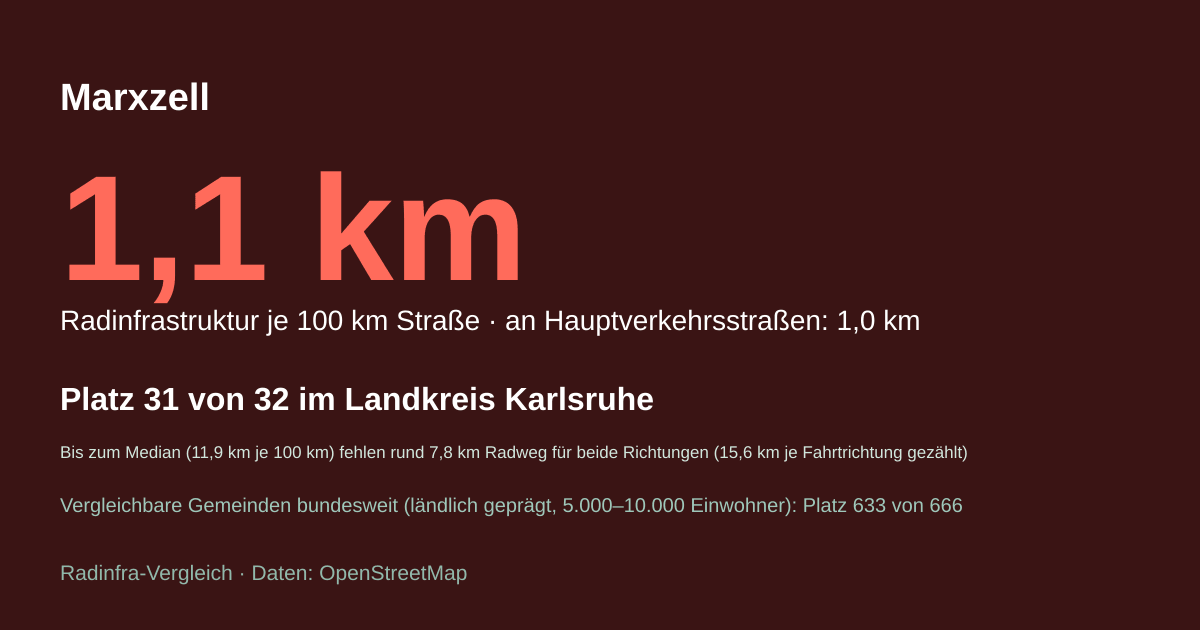 Marxzell
1,1 km
Radinfrastruktur je 100 km Straße · an Hauptverkehrsstraßen: 1,0 km
Platz 31 von 32 im Landkreis Karlsruhe
Bis zum Median (11,9 km je 100 km) fehlen rund 7,8 km Radweg für beide Richtungen (15,6 km je Fahrtrichtung gezählt)
Vergleichbare Gemeinden bundesweit (ländlich geprägt, 5.000–10.000 Einwohner): Platz 633 von 666
Radinfra-Vergleich · Daten: OpenStreetMap